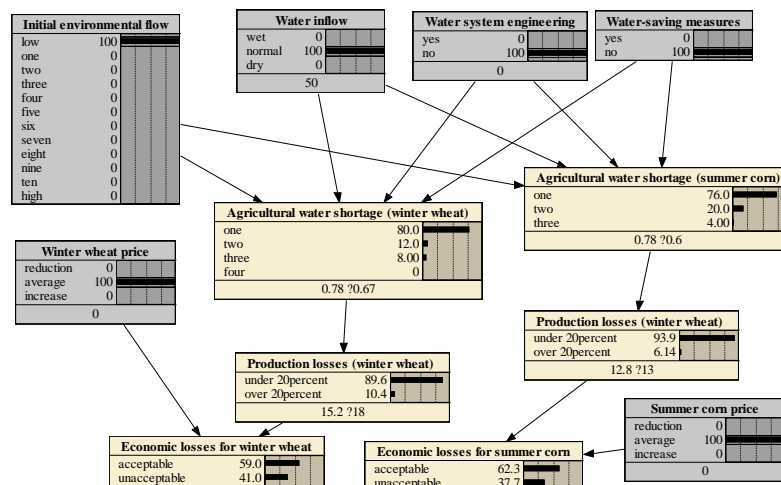 Initial environmental flow
low 100
one 0
two 0
three 0
four 0
five 0
six 0
seven 0
eight 0
nine 0
ten 0
high 0
Water inflow
wet 0
normal 100
dry 0
50
Water system engineering
yes 0
no 100
0
Water-saving measures
yes 0
no 100
Agricultural water shortage (winter wheat)
one 80.0
two 12.0
three 8.00
four 0
0.78 ?0.67
Agricultural water shortage (summer corn)
one 76.0
two 20.0
three 4.00
0.78 ?0.6
Winter wheat price
reduction 0
average 100
increase 0
0
Production losses (winter wheat)
under 20percent 89.6
over 20percent 10.4
15.2 ?18
Production losses (winter wheat)
under 20percent 93.9
over 20percent 6.14
12.8 ?13
Economic losses for winter wheat
acceptable 59.0
unacceptable 41.0
Economic losses for summer corn
acceptable 62.3
unacceptable 37.7
Summer corn price
reduction 0
average 100
increase 0
0